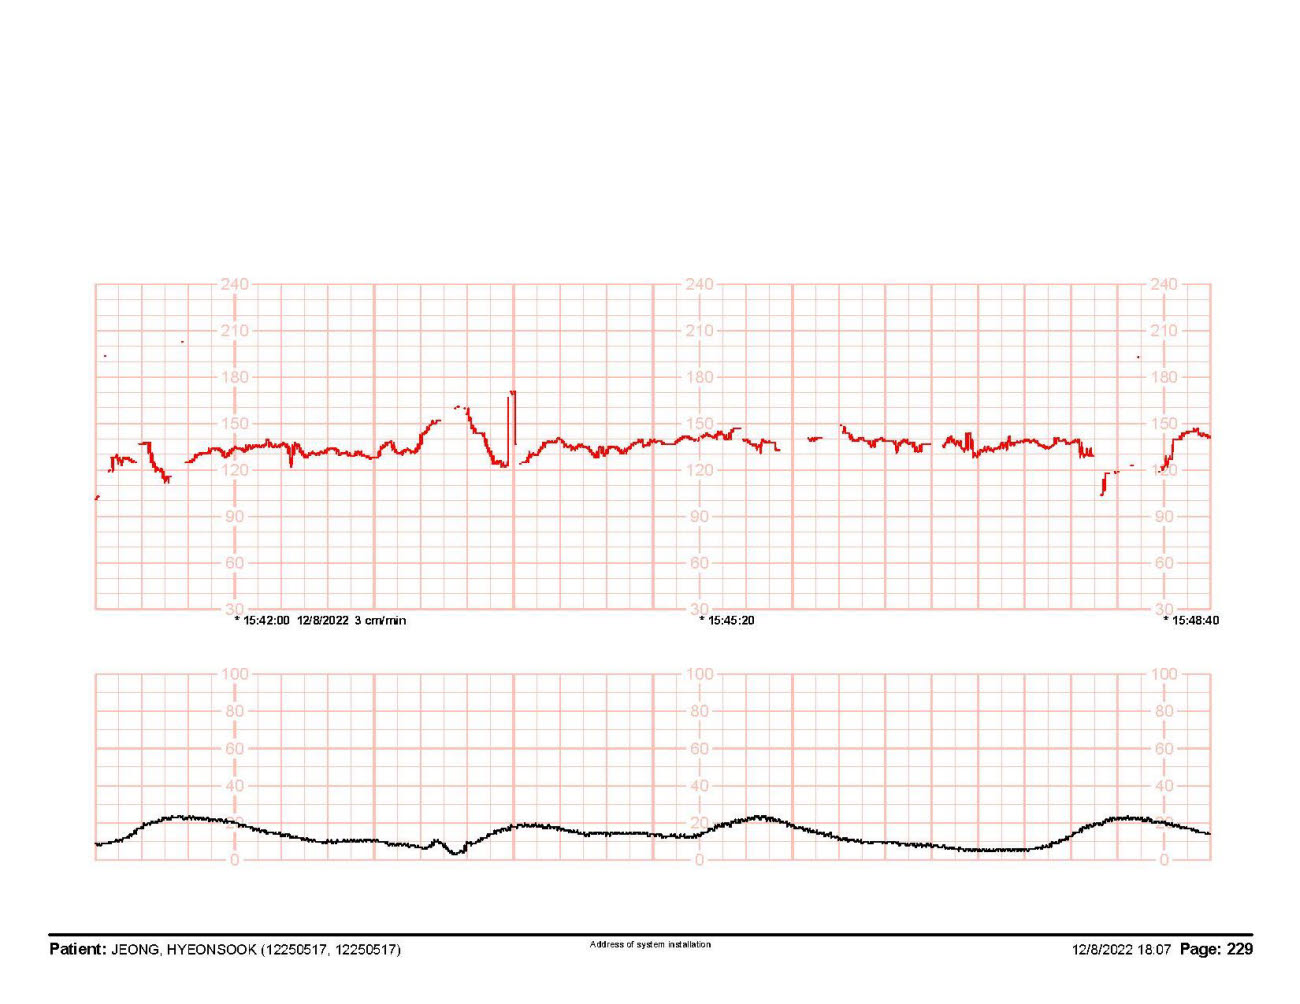 240 240 240
210 210 210
180 180 180
150 150 150
120 120 120
90 90 90
60 60 60
30 30 30
* 15:42:00 12/8/2022 3 cm/min * 15:45:20 * 15:48:40
100 100 100
80 80 80
60 60 60
40 40 40
20 20 20
0 0 0
Patient: JEONG, HYEONSOOK (12250517, 12250517) Address of system installation 12/8/2022 18:07 Page: 229